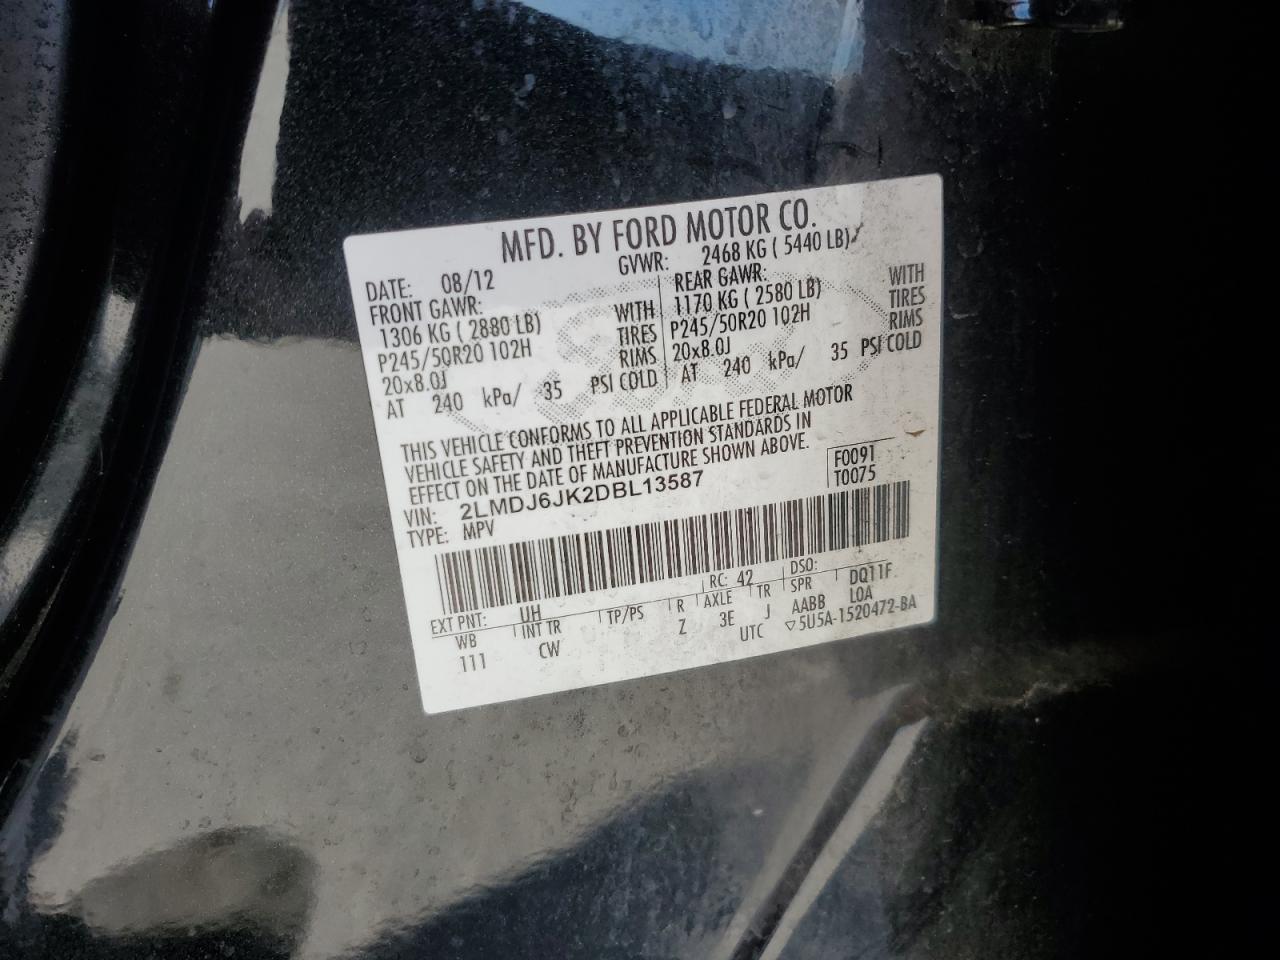 MFD. BY FORD MOTOR CO.
DATE: 08/12 GVWR: 2468 KG ( 5440 LB)
FRONT GAWR: REAR GAWR:
1306 KG ( 2880 LB) WITH 1170 KG ( 2580 LB) WITH
P245/50R20 102H TIRES P245/50R20 102H TIRES
20x8.0J RIMS 20x8.0J RIMS
AT 240 kPa/ 35 PSI COLD AT 240 kPa/ 35 PSI COLD
THIS VEHICLE CONFORMS TO ALL APPLICABLE FEDERAL MOTOR
VEHICLE SAFETY AND THEFT PREVENTION STANDARDS IN
EFFECT ON THE DATE OF MANUFACTURE SHOWN ABOVE.
F0091
VIN: 2LMDJ6JK2DBL13587 T0075
TYPE: MPV
EXT PNT: UH RC: 42 DSO:
WB INT TR TP/PS R AXLE TR SPR DQ11F
111 CW Z 3E J AABB LOA
UTC ▽5U5A-1520472-BA